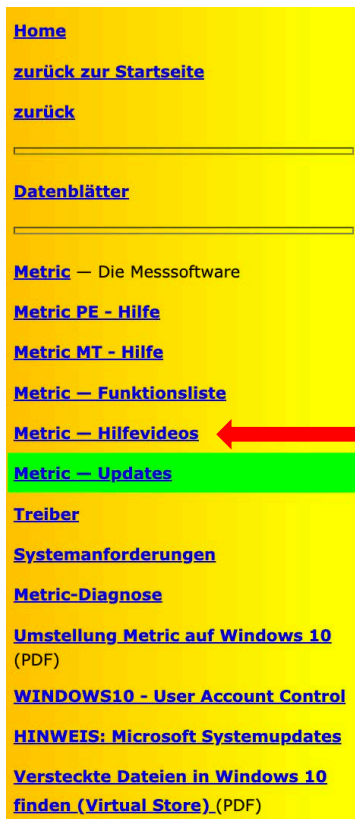 Home
zurück zur Startseite
zurück
Datenblätter
Metric — Die Messsoftware
Metric PE - Hilfe
Metric MT - Hilfe
Metric — Funktionsliste
Metric — Hilfevideos
Metric — Updates
Treiber
Systemanforderungen
Metric-Diagnose
Umstellung Metric auf Windows 10
(PDF)
WINDOWS10 - User Account Control
HINWEIS: Microsoft Systemupdates
Versteckte Dateien in Windows 10
finden (Virtual Store) (PDF)